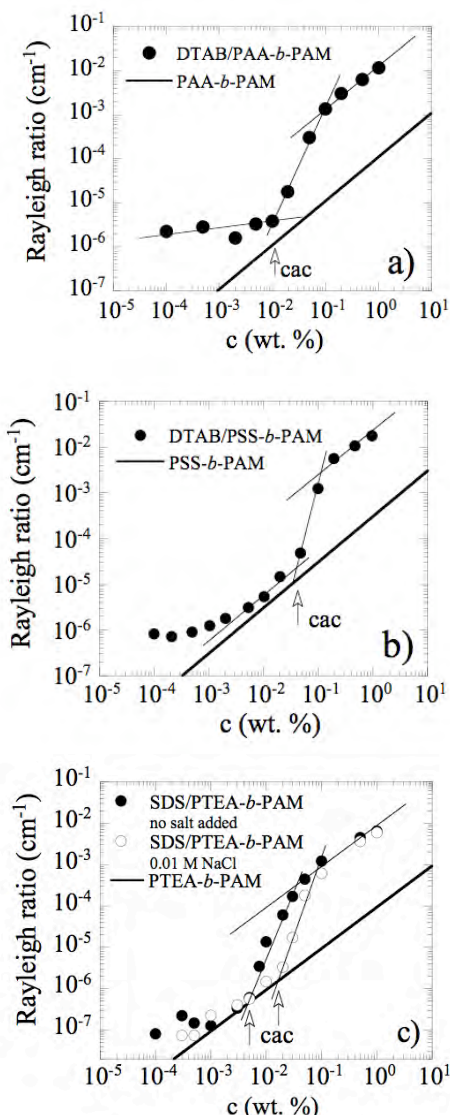 10⁻¹
DTAB/PAA-b-PAM
PAA-b-PAM
10⁻²
10⁻³
10⁻⁴
10⁻⁵
10⁻⁶
10⁻⁷
Rayleigh ratio (cm⁻¹)
cac
a)
10⁻⁵ 10⁻⁴ 10⁻³ 10⁻² 10⁻¹ 10⁰ 10¹
c (wt. %)
10⁻¹
DTAB/PSS-b-PAM
PSS-b-PAM
10⁻²
10⁻³
10⁻⁴
10⁻⁵
10⁻⁶
10⁻⁷
Rayleigh ratio (cm⁻¹)
cac
b)
10⁻⁵ 10⁻⁴ 10⁻³ 10⁻² 10⁻¹ 10⁰ 10¹
c (wt. %)
10⁻¹
SDS/PTEA-b-PAM
no salt added
SDS/PTEA-b-PAM
0.01 M NaCl
PTEA-b-PAM
10⁻²
10⁻³
10⁻⁴
10⁻⁵
10⁻⁶
10⁻⁷
Rayleigh ratio (cm⁻¹)
cac
c)
10⁻⁵ 10⁻⁴ 10⁻³ 10⁻² 10⁻¹ 10⁰ 10¹
c (wt. %)